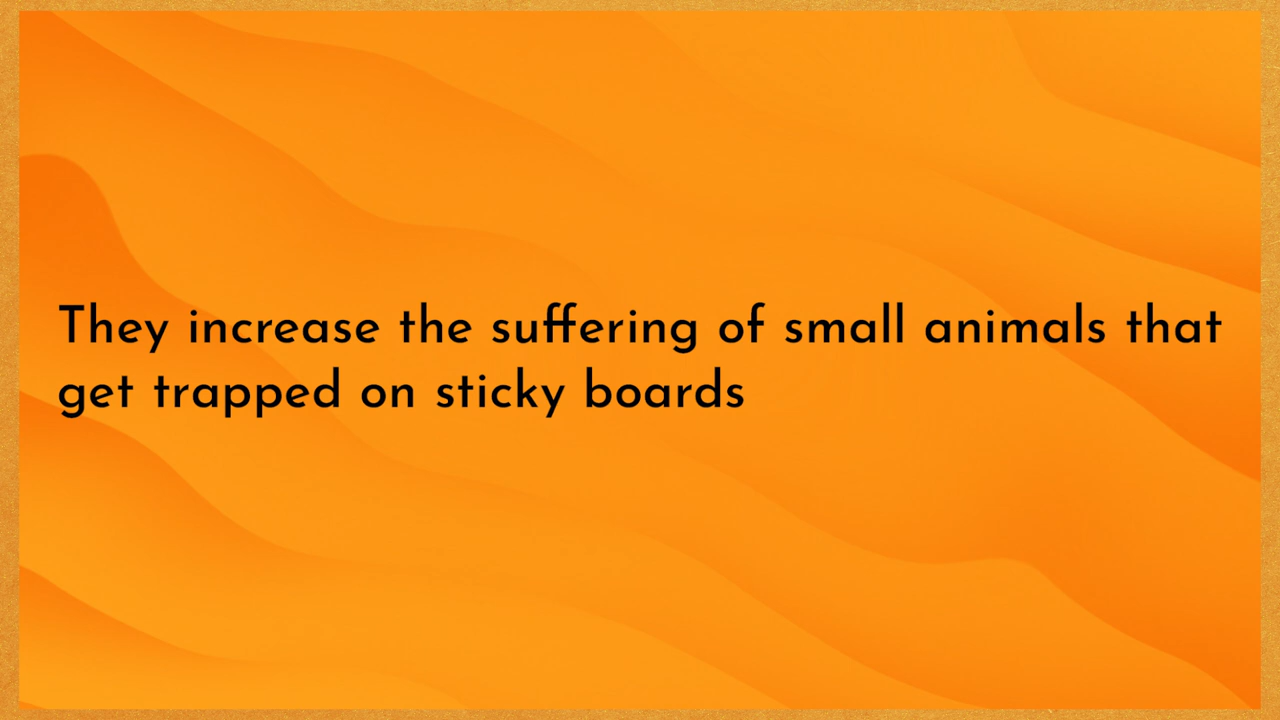 They increase the suffering of small animals that
get trapped on sticky boards